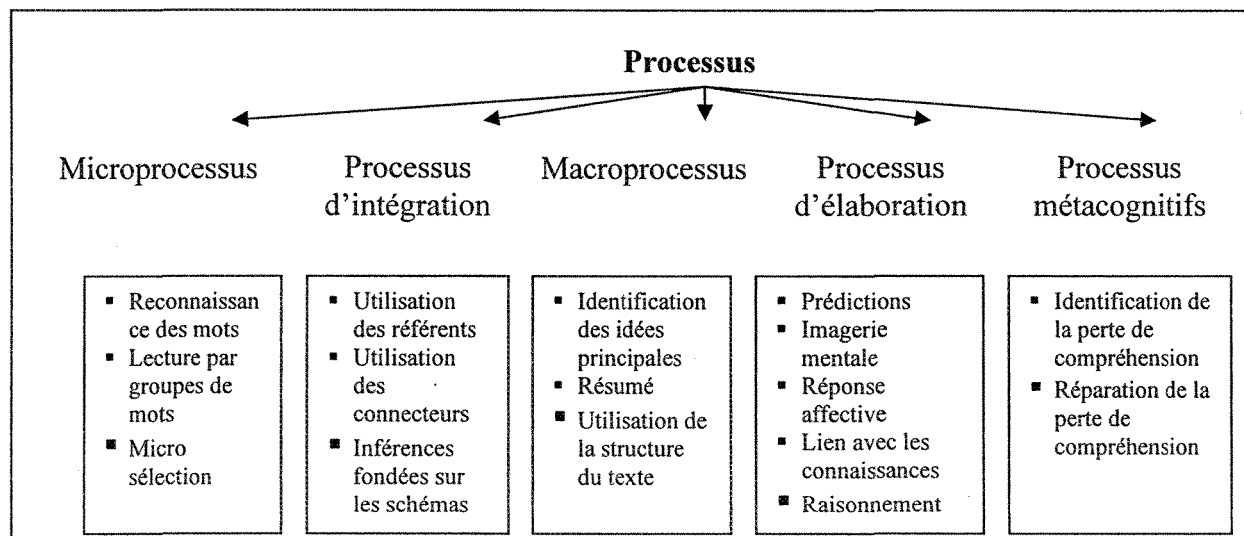 Processus
Microprocessus
Processus
d'intégration
Macroprocessus
Processus
d'élaboration
Processus
métacognitifs
▪ Reconnaissan
ce des mots
▪ Lecture par
groupes de
mots
▪ Micro
sélection
▪ Utilisation
des référents
▪ Utilisation
des
connecteurs
▪ Inférences
fondées sur
les schémas
▪ Identification
des idées
principales
▪ Résumé
▪ Utilisation de
la structure
du texte
▪ Prédictions
▪ Imagerie
mentale
▪ Réponse
affective
▪ Lien avec les
connaissances
▪ Raisonnement
▪ Identification de
la perte de
compréhension
▪ Réparation de la
perte de
compréhension